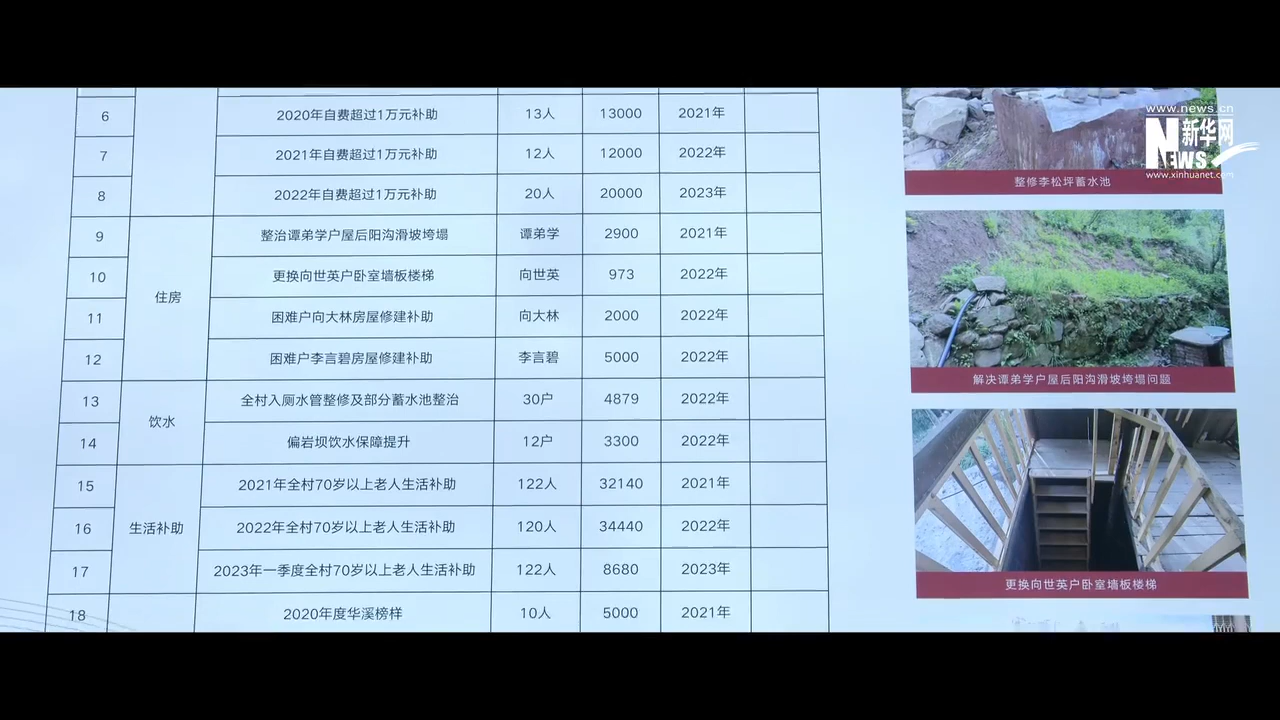 6 2020年自费超过1万元补助 13人 13000 2021年
7 2021年自费超过1万元补助 12人 12000 2022年
8 2022年自费超过1万元补助 20人 20000 2023年
住房
9 整治谭弟学户屋后阳沟滑坡垮塌 谭弟学 2900 2021年
10 更换向世英户卧室墙板楼梯 向世英 973 2022年
11 困难户向大林房屋修建补助 向大林 2000 2022年
12 困难户李言碧房屋修建补助 李言碧 5000 2022年
饮水
13 全村入厕水管整修及部分蓄水池整治 30户 4879 2022年
14 偏岩坝饮水保障提升 12户 3300 2022年
生活补助
15 2021年全村70岁以上老人生活补助 122人 32140 2021年
16 2022年全村70岁以上老人生活补助 120人 34440 2022年
17 2023年一季度全村70岁以上老人生活补助 122人 8680 2023年
18 2020年度华溪榜样 10人 5000 2021年
www.news.cn
NEWS 新华网
www.xinhuanet.com
整修李松坪蓄水池
解决谭弟学户屋后阳沟滑坡垮塌问题
更换向世英户卧室墙板楼梯